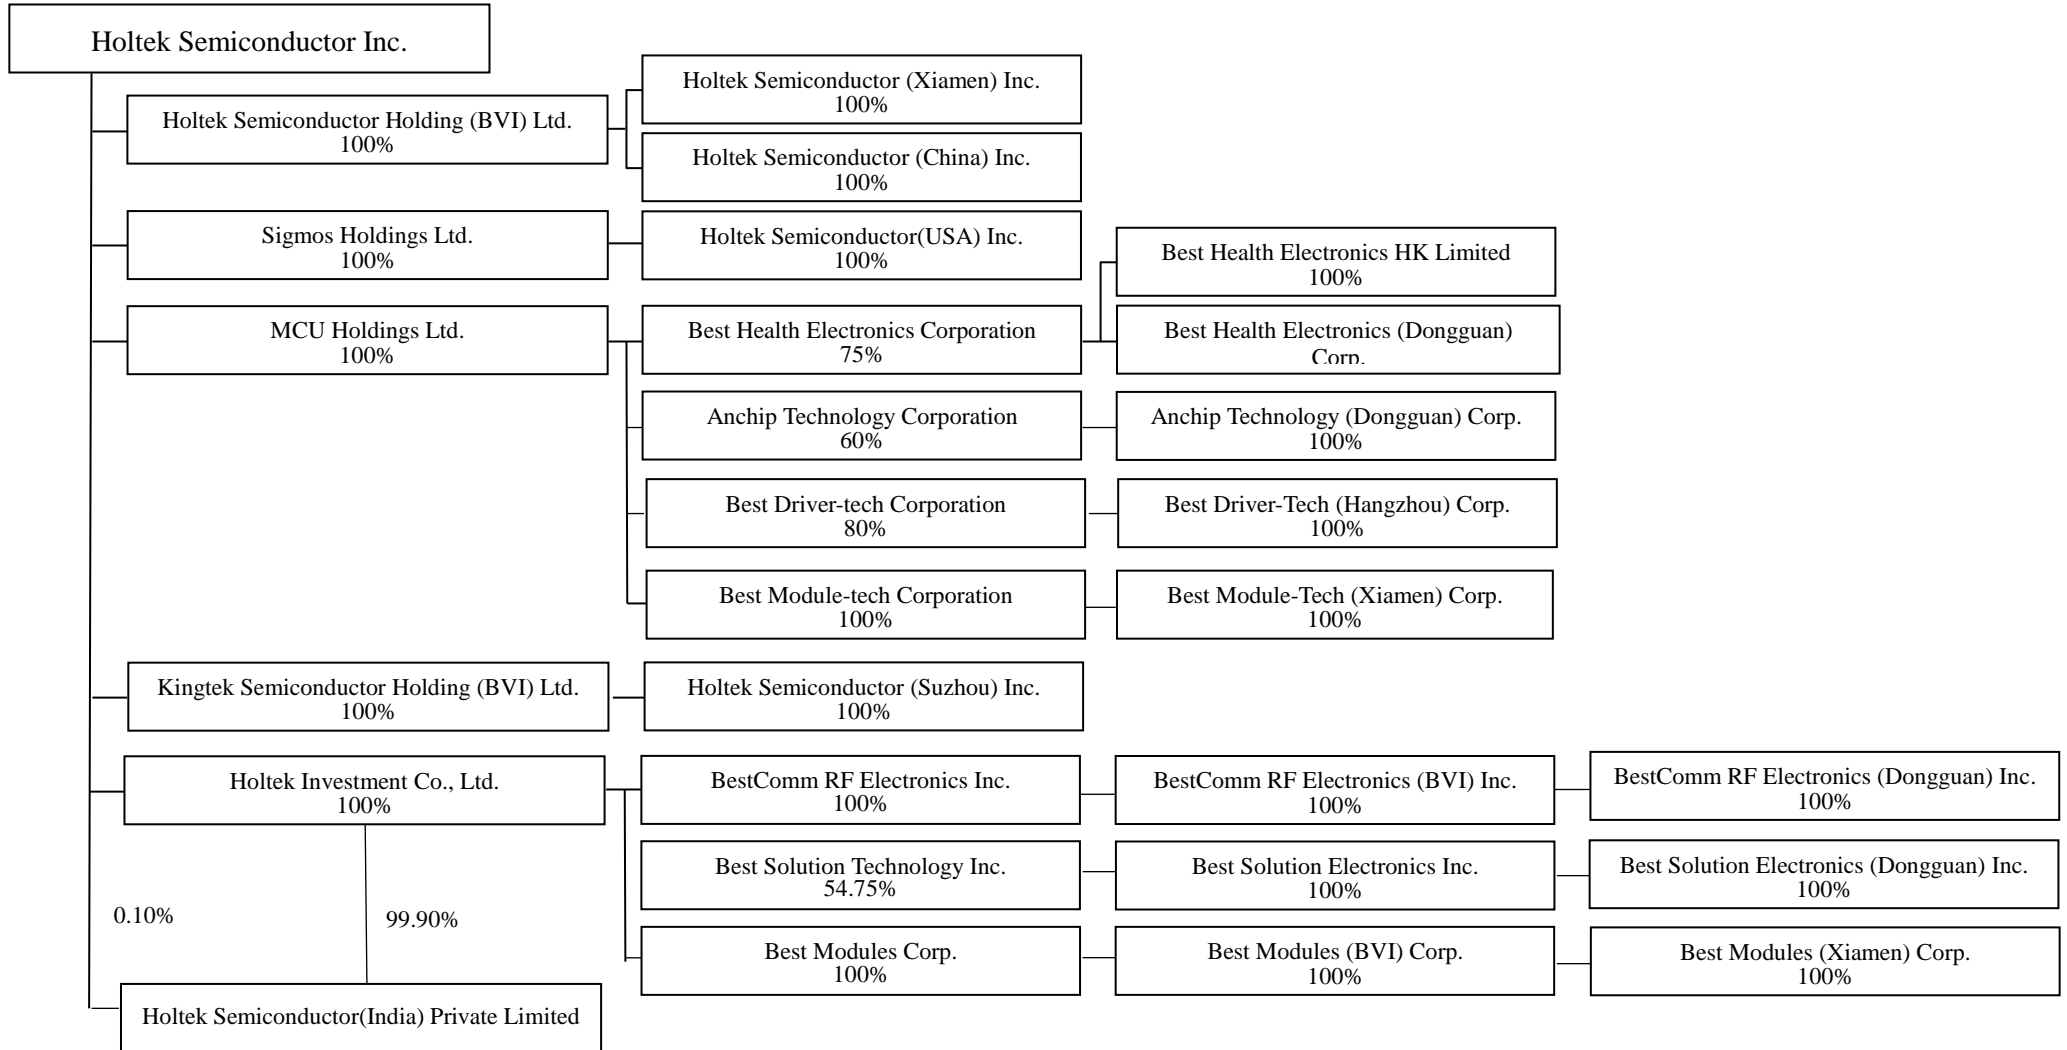 Holtek Semiconductor Inc.
Holtek Semiconductor Holding (BVI) Ltd.
100%
Holtek Semiconductor (Xiamen) Inc.
100%
Holtek Semiconductor (China) Inc.
100%
Sigmos Holdings Ltd.
100%
Holtek Semiconductor(USA) Inc.
100%
MCU Holdings Ltd.
100%
Best Health Electronics Corporation
75%
Best Health Electronics HK Limited
100%
Best Health Electronics (Dongguan)
Corp.
Anchip Technology Corporation
60%
Anchip Technology (Dongguan) Corp.
100%
Best Driver-tech Corporation
80%
Best Driver-Tech (Hangzhou) Corp.
100%
Best Module-tech Corporation
100%
Best Module-Tech (Xiamen) Corp.
100%
Kingtek Semiconductor Holding (BVI) Ltd.
100%
Holtek Semiconductor (Suzhou) Inc.
100%
Holtek Investment Co., Ltd.
100%
BestComm RF Electronics Inc.
100%
BestComm RF Electronics (BVI) Inc.
100%
BestComm RF Electronics (Dongguan) Inc.
100%
Best Solution Technology Inc.
54.75%
Best Solution Electronics Inc.
100%
Best Solution Electronics (Dongguan) Inc.
100%
Best Modules Corp.
100%
Best Modules (BVI) Corp.
100%
Best Modules (Xiamen) Corp.
100%
0.10%
99.90%
Holtek Semiconductor(India) Private Limited